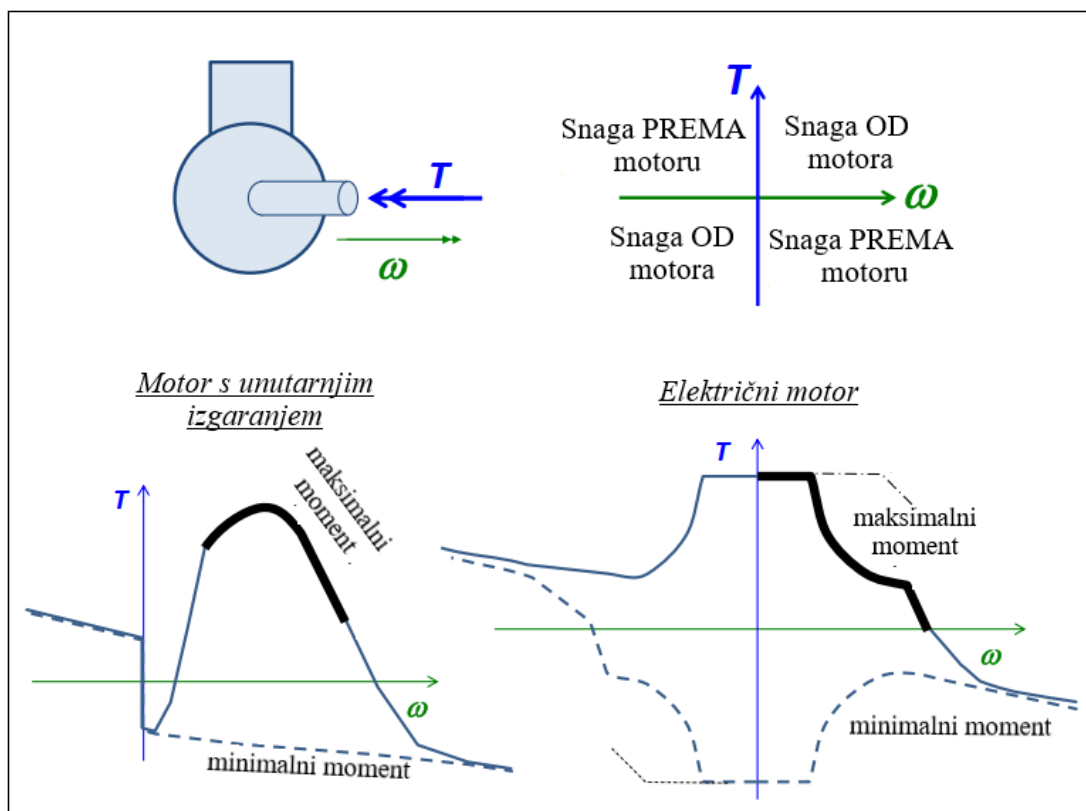 T
Snaga PREMA
motoru
Snaga OD
motora
T
ω
ω
Snaga OD
motora
Snaga PREMA
motoru
Motor s unutarnjim
izgaranjem
Električni motor
maksimalni
moment
T
T
maksimalni
moment
ω
ω
minimalni moment
minimalni moment